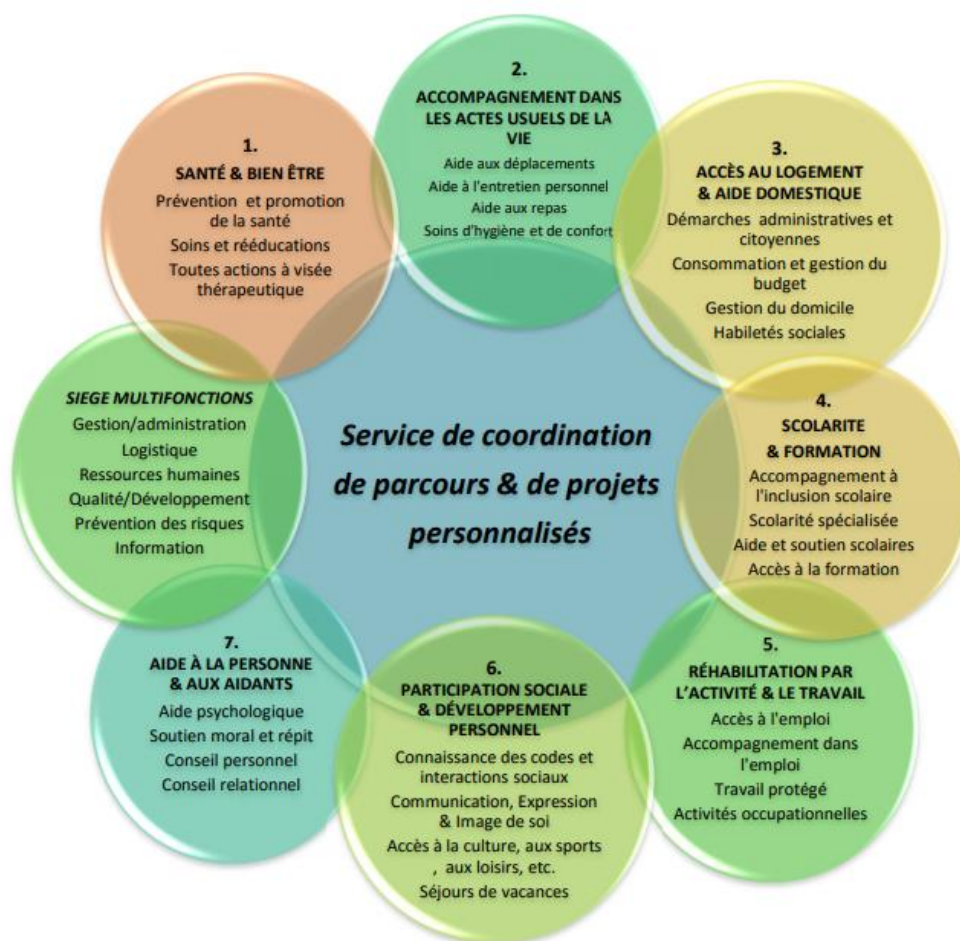 1.
SANTÉ & BIEN ÊTRE
Prévention et promotion
de la santé
Soins et rééducations
Toutes actions à visée
thérapeutique
2.
ACCOMPAGNEMENT DANS
LES ACTES USUELS DE LA
VIE
Aide aux déplacements
Aide à l'entretien personnel
Aide aux repas
Soins d'hygiène et de confort
3.
ACCÈS AU LOGEMENT
& AIDE DOMESTIQUE
Démarches administratives et
citoyennes
Consommation et gestion du
budget
Gestion du domicile
Habiletés sociales
4.
SCOLARITE
& FORMATION
Accompagnement à
l'inclusion scolaire
Scolarité spécialisée
Aide et soutien scolaires
Accès à la formation
5.
RÉHABILITATION PAR
L'ACTIVITÉ & LE TRAVAIL
Accès à l'emploi
Accompagnement dans
l'emploi
Travail protégé
Activités occupationnelles
6.
PARTICIPATION SOCIALE
& DÉVELOPPEMENT
PERSONNEL
Connaissance des codes et
interactions sociaux
Communication, Expression
& Image de soi
Accès à la culture, aux sports
, aux loisirs, etc.
Séjours de vacances
7.
AIDE À LA PERSONNE
& AUX AIDANTS
Aide psychologique
Soutien moral et répit
Conseil personnel
Conseil relationnel
SIEGE MULTIFONCTIONS
Gestion/administration
Logistique
Ressources humaines
Qualité/Développement
Prévention des risques
Information
Service de coordination
de parcours & de projets
personnalisés